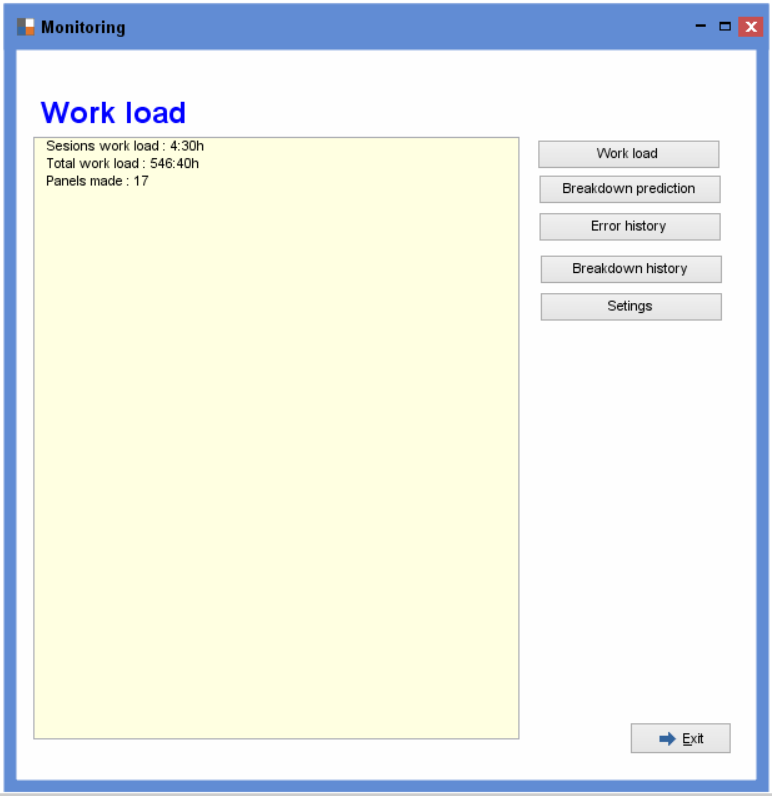 Monitoring
Work load
Sesions work load : 4:30h
Total work load : 546:40h
Panels made : 17
Work load
Breakdown prediction
Error history
Breakdown history
Setings
Exit